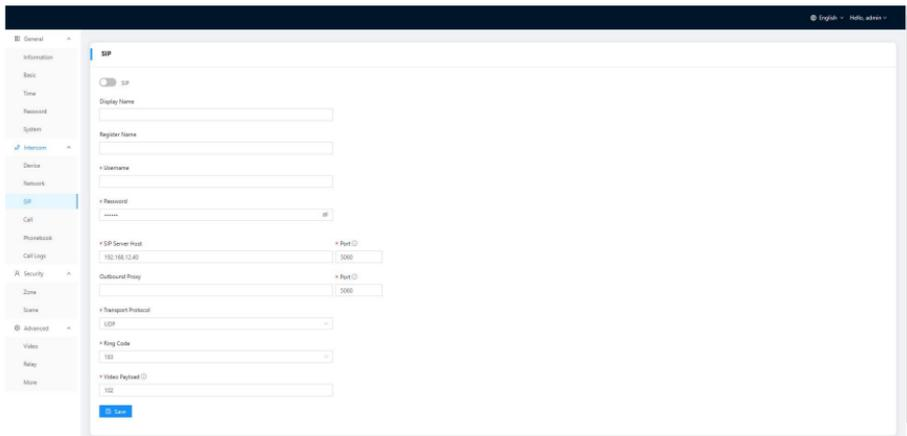 English Hello, admin
General
Information
Basic
Time
Password
System
Intercom
Device
Network
SIP
Call
Phonebook
Call Logs
Security
Zone
Scene
Advanced
Video
Relay
More
SIP
SIP
Display Name
Register Name
* Username
* Password
••••••
* SIP Server Host * Port
192.168.12.40 5060
Outbound Proxy * Port
5060
* Transport Protocol
UDP
* Ring Code
183
* Video Payload
102
Save